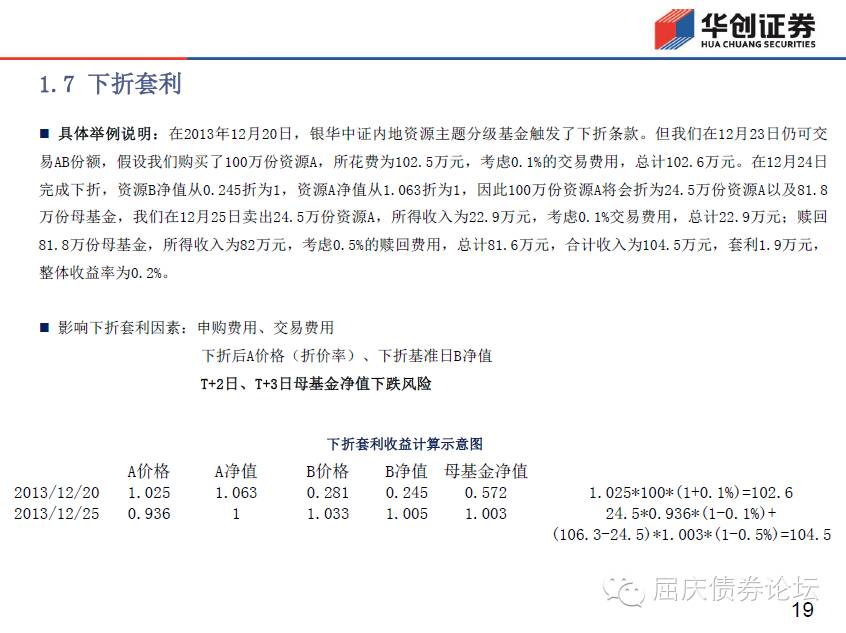 华创证券
HUA CHUANG SECURITIES
1.7 下折套利
■ 具体举例说明：在2013年12月20日，银华中证内地资源主题分级基金触发了下折条款。但我们在12月23日仍可交
易AB份额，假设我们购买了100万份资源A，所花费为102.5万元，考虑0.1%的交易费用，总计102.6万元。在12月24日
完成下折，资源B净值从0.245折为1，资源A净值从1.063折为1，因此100万份资源A将会折为24.5万份资源A以及81.8
万份母基金，我们在12月25日卖出24.5万份资源A，所得收入为22.9万元，考虑0.1%交易费用，总计22.9万元；赎回
81.8万份母基金，所得收入为82万元，考虑0.5%的赎回费用，总计81.6万元，合计收入为104.5万元，套利1.9万元，
整体收益率为0.2%。
■ 影响下折套利因素：申购费用、交易费用
下折后A价格（折价率）、下折基准日B净值
T+2日、T+3日母基金净值下跌风险
下折套利收益计算示意图
A价格 A净值 B价格 B净值 母基金净值
2013/12/20 1.025 1.063 0.281 0.245 0.572 1.025*100*(1+0.1%)=102.6
2013/12/25 0.936 1 1.033 1.005 1.003 24.5*0.936*(1-0.1%)+
(106.3-24.5)*1.003*(1-0.5%)=104.5
屈庆债券论坛
19